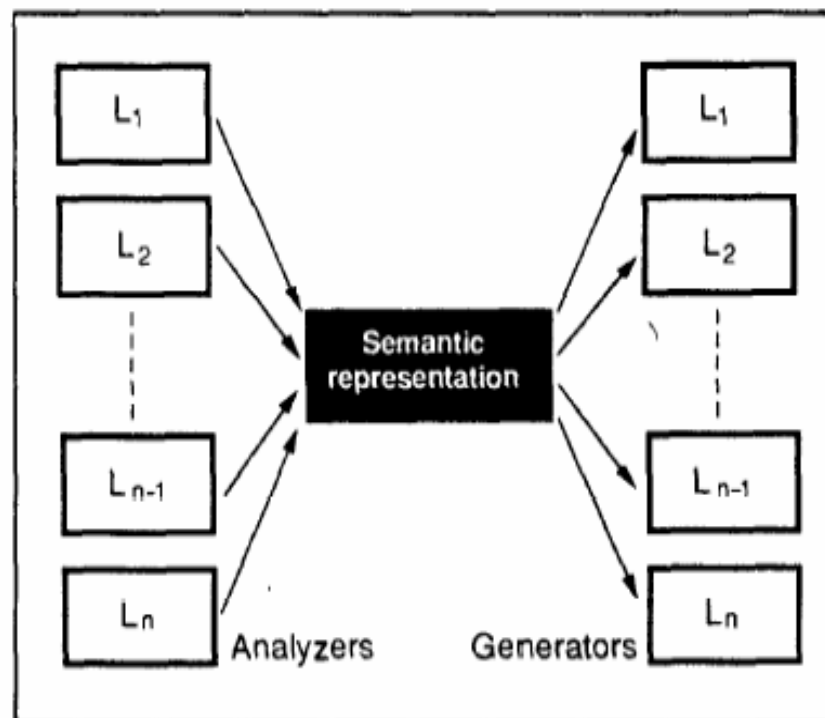 L₁
L₂
Lₙ₋₁
Lₙ
Analyzers
Semantic
representation
Generators
L₁
L₂
Lₙ₋₁
Lₙ